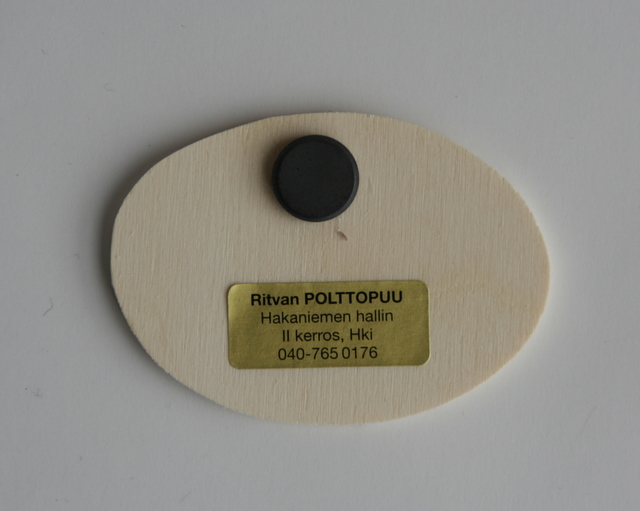 Ritvan POLTTOPUU
Hakaniemen hallin
II kerros, Hki
040-765 0176